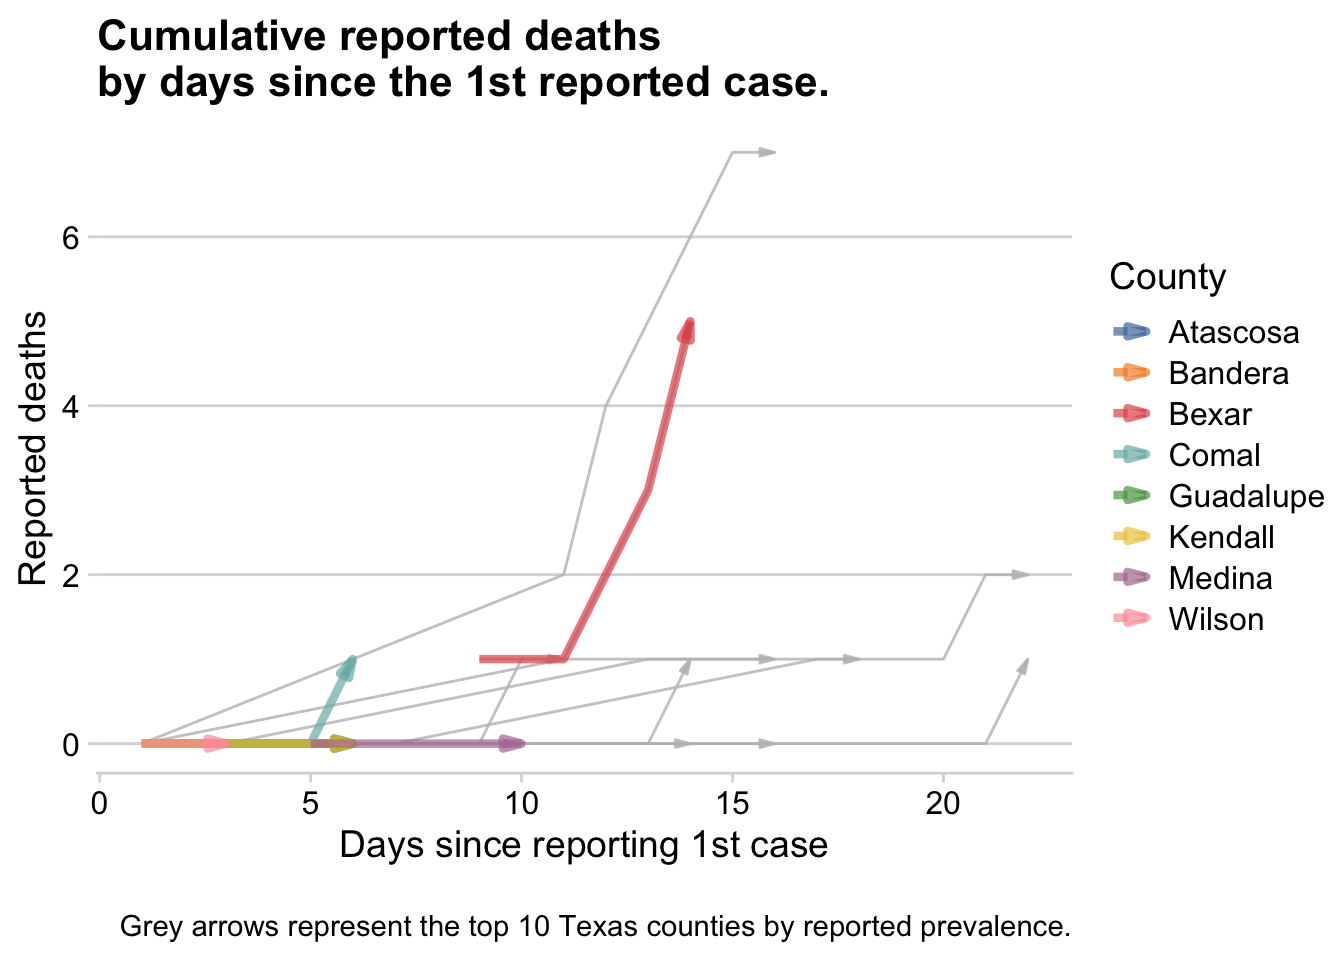 Cumulative reported deaths
by days since the 1st reported case.
6
4
2
0
Reported deaths
0 5 10 15 20
Days since reporting 1st case
County
Atascosa
Bandera
Bexar
Comal
Guadalupe
Kendall
Medina
Wilson
Grey arrows represent the top 10 Texas counties by reported prevalence.